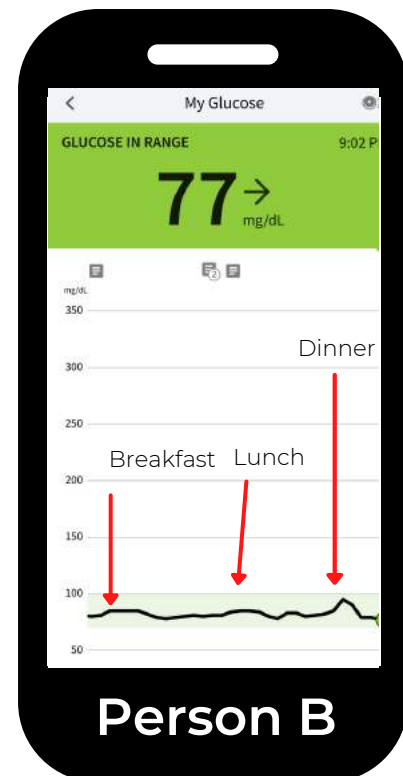 My Glucose
GLUCOSE IN RANGE 9:02 P
77
mg/dL
2
mg/dL
350
300
Dinner
250
Breakfast Lunch
200
150
100
50
Person B